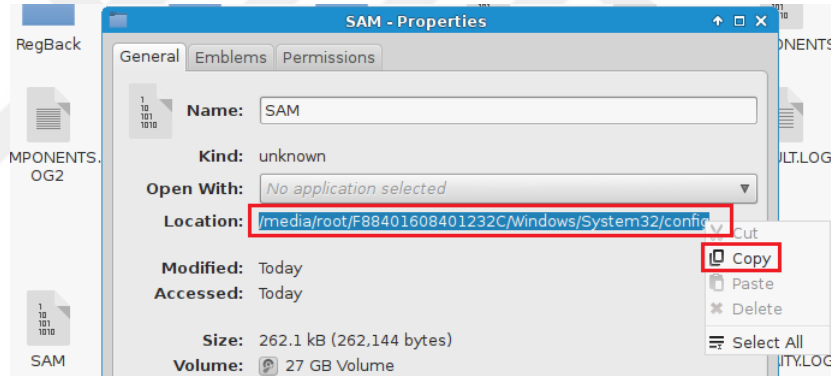 SAM - Properties
RegBack
General Emblems Permissions
Name: SAM
MPONENTS.
OG2
Kind: unknown
Open With: No application selected
Location: /media/root/F88401608401232C/Windows/System32/config
Cut
Copy
Paste
Delete
Select All
Modified: Today
Accessed: Today
Size: 262.1 kB (262,144 bytes)
Volume: 27 GB Volume
SAM
ONENTS
ULT.LOG
ITY.LOG